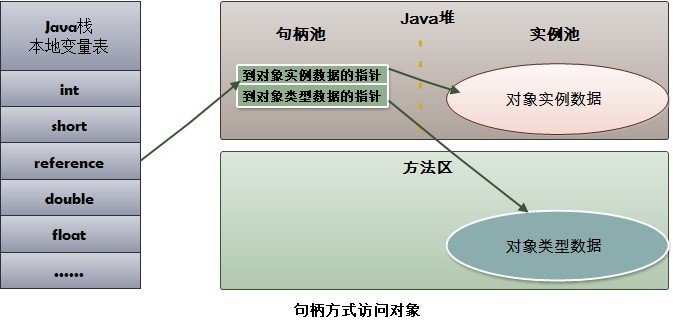 Java栈
本地变量表
int
short
reference
double
float
......
Java堆
句柄池
实例池
到对象实例数据的指针
到对象类型数据的指针
对象实例数据
方法区
对象类型数据
句柄方式访问对象